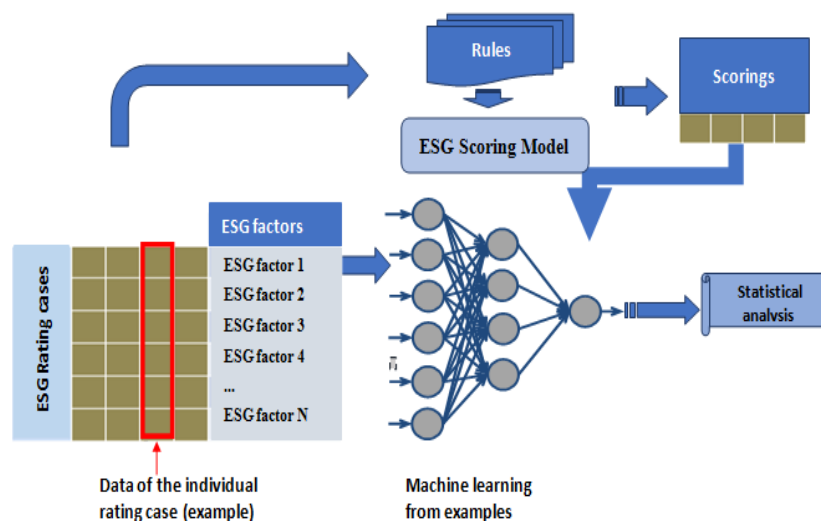 Rules
Scorings
ESG Scoring Model
ESG factors
ESG Rating cases
ESG factor 1
ESG factor 2
ESG factor 3
ESG factor 4
...
ESG factor N
Statistical
analysis
Data of the individual
rating case (example)
Machine learning
from examples